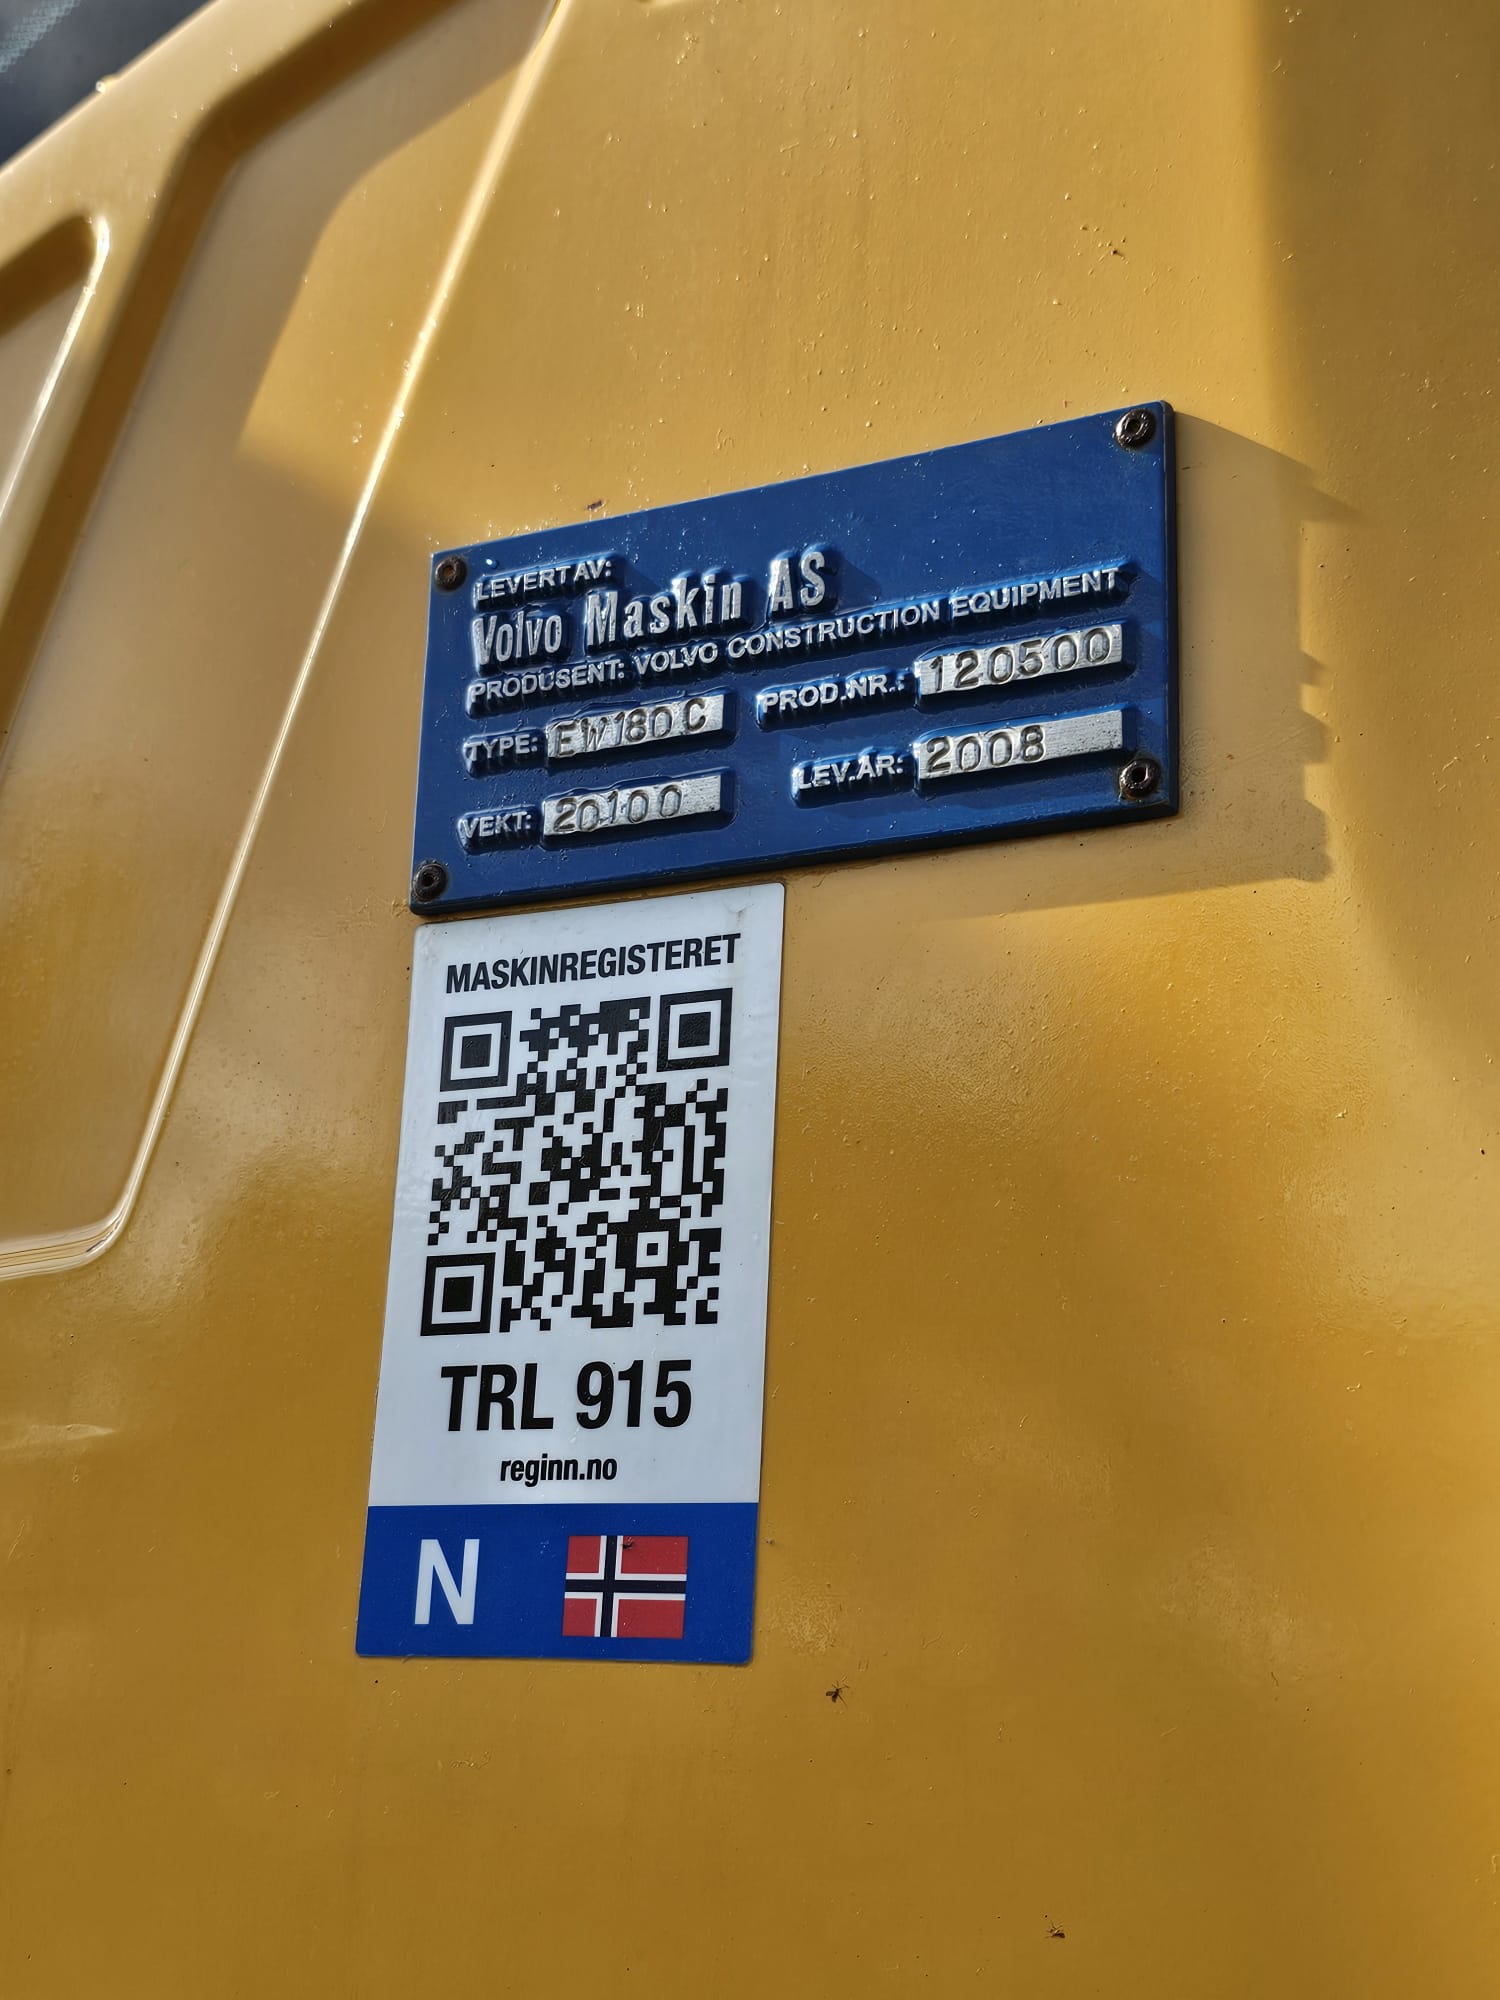 LEVERT AV:
Volvo Maskin AS
PRODUSENT: VOLVO CONSTRUCTION EQUIPMENT
TYPE: EW180C PROD.NR.: 120500
VEKT: 20100 LEV.ÅR: 2008
MASKINREGISTERET
TRL 915
reginn.no
N